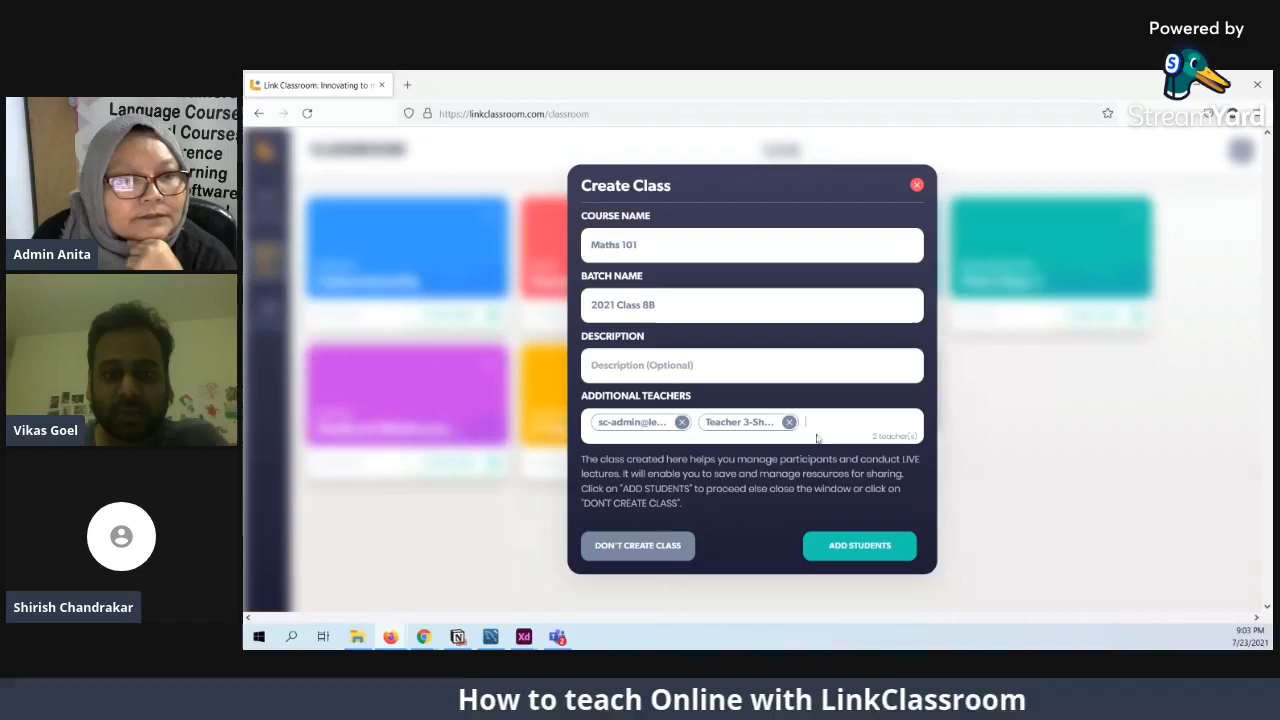 Powered by
StreamYard
Language Course
l Courses
rence
rning
oftware
Admin Anita
Vikas Goel
Shirish Chandrakar
Link Classroom: Innovating to m
https://linkclassroom.com/classroom
CLASSROOM
Create Class
COURSE NAME
Maths 101
BATCH NAME
2021 Class 8B
DESCRIPTION
Description (Optional)
ADDITIONAL TEACHERS
sc-admin@le...
Teacher 3-Sh...
2 teacher(s)
The class created here helps you manage participants and conduct LIVE
lectures. It will enable you to save and manage resources for sharing.
Click on "ADD STUDENTS" to proceed else close the window or click on
"DON'T CREATE CLASS".
DON'T CREATE CLASS
ADD STUDENTS
Xd
9:03 PM
7/23/2021
How to teach Online with LinkClassroom